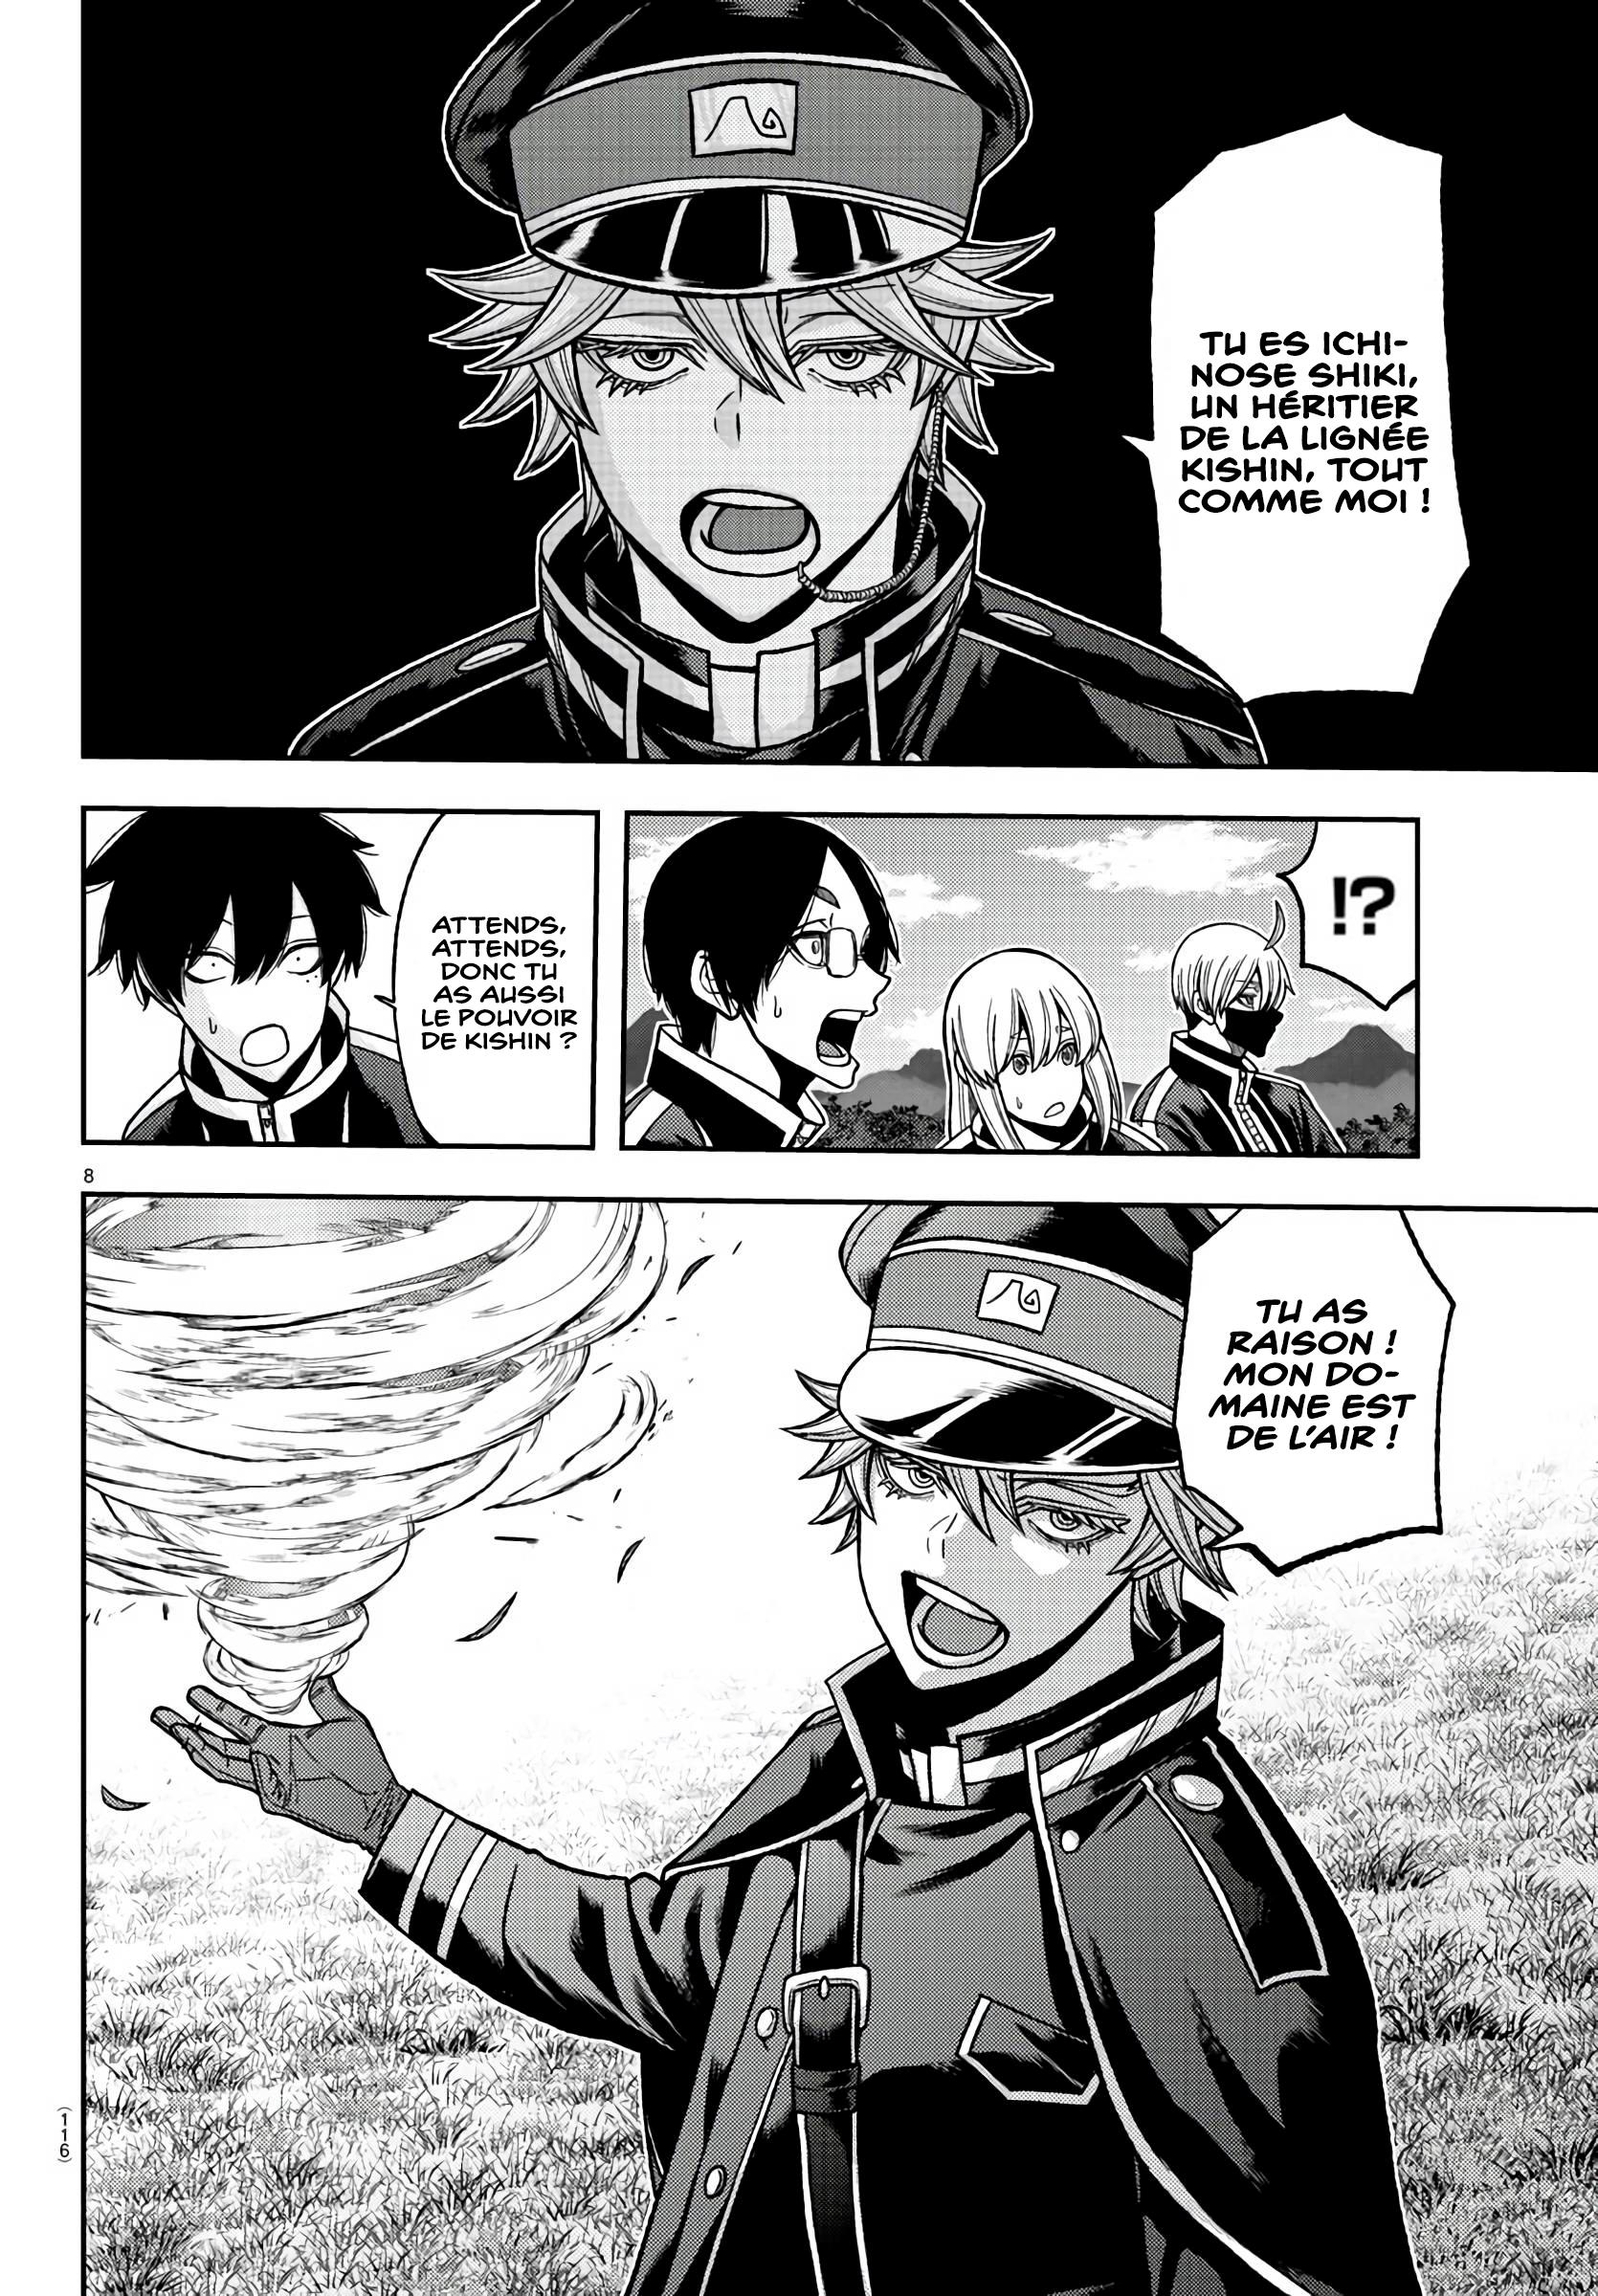 TU ES ICHI-
NOSE SHIKI,
UN HÉRITIER
DE LA LIGNÉE
KISHIN, TOUT
COMME MOI !
!?
ATTENDS,
ATTENDS,
DONC TU
AS AUSSI
LE POUVOIR
DE KISHIN ?
8
TU AS
RAISON !
MON DO-
MAINE EST
DE L'AIR !
(116)